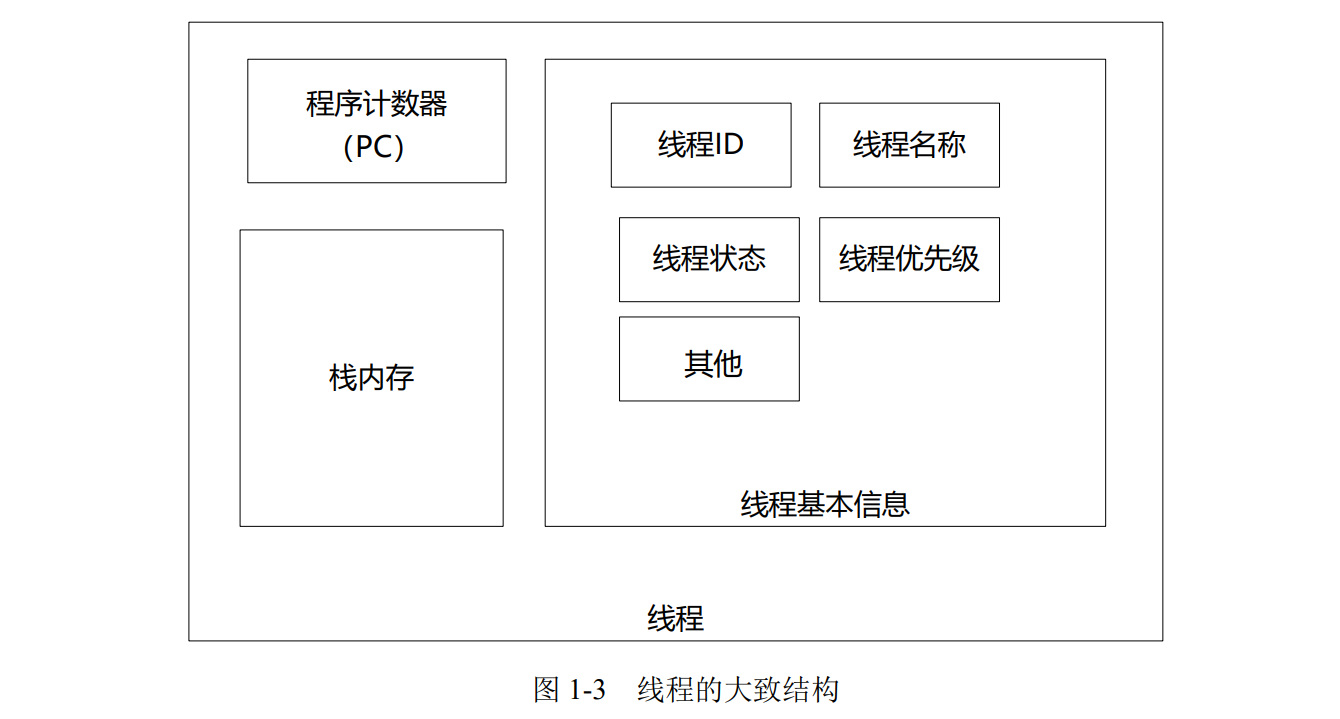 程序计数器
（PC）
线程ID
线程名称
线程状态
线程优先级
栈内存
其他
线程基本信息
线程
图 1-3 线程的大致结构